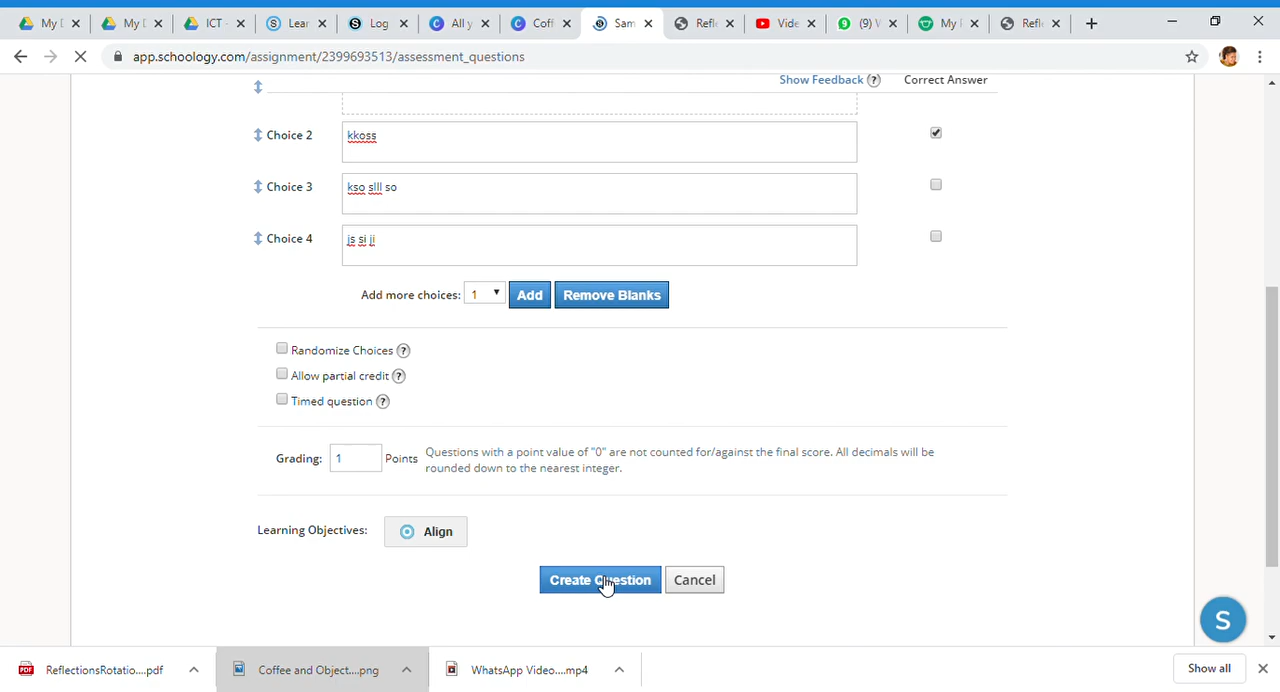 My D
My D
ICT
Lear
Log
All y
Coff
Sam
Refle
Vide
(9) V
My
Refle
app.schoology.com/assignment/2399693513/assessment_questions
Show Feedback ? Correct Answer
Choice 2 kkoss
Choice 3 kso slll so
Choice 4 js si ji
Add more choices: 1 Add Remove Blanks
Randomize Choices ?
Allow partial credit ?
Timed question ?
Grading: 1 Points Questions with a point value of "0" are not counted for/against the final score. All decimals will be
rounded down to the nearest integer.
Learning Objectives: Align
Create Question Cancel
S
ReflectionsRotatio....pdf Coffee and Object....png WhatsApp Video....mp4 Show all